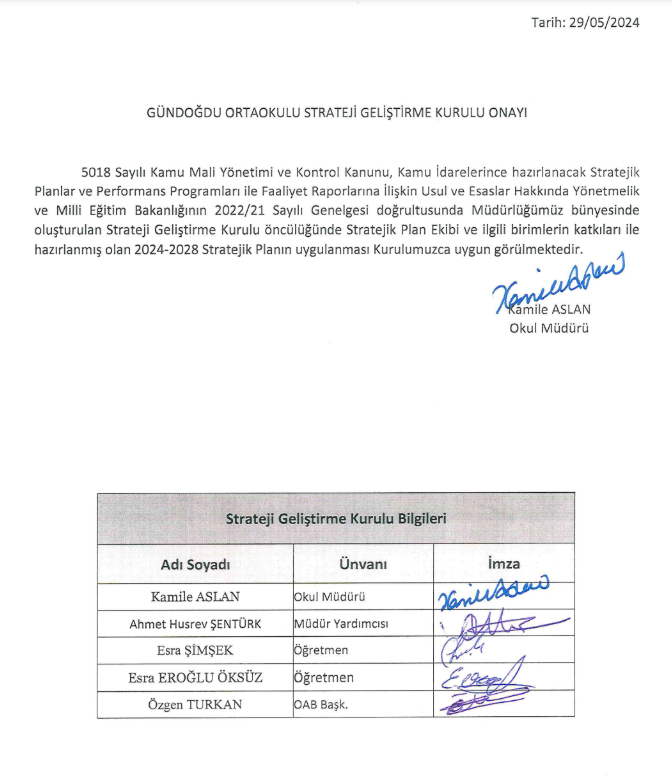 Tarih: 29/05/2024
GÜNDOĞDU ORTAOKULU STRATEJİ GELİŞTİRME KURULU ONAYI
5018 Sayılı Kamu Mali Yönetimi ve Kontrol Kanunu, Kamu İdarelerince hazırlanacak Stratejik
Planlar ve Performans Programları ile Faaliyet Raporlarına İlişkin Usul ve Esaslar Hakkında Yönetmelik
ve Milli Eğitim Bakanlığının 2022/21 Sayılı Genelgesi doğrultusunda Müdürlüğümüz bünyesinde
oluşturulan Strateji Geliştirme Kurulu öncülüğünde Stratejik Plan Ekibi ve ilgili birimlerin katkıları ile
hazırlanmış olan 2024-2028 Stratejik Planın uygulanması Kurulumuzca uygun görülmektedir.
Kamile ASLAN
Okul Müdürü
Strateji Geliştirme Kurulu Bilgileri
Adı Soyadı Ünvanı İmza
Kamile ASLAN Okul Müdürü
Ahmet Husrev ŞENTÜRK Müdür Yardımcısı
Esra ŞİMŞEK Öğretmen
Esra EROĞLU ÖKSÜZ Öğretmen
Özgen TURKAN OAB Başk.